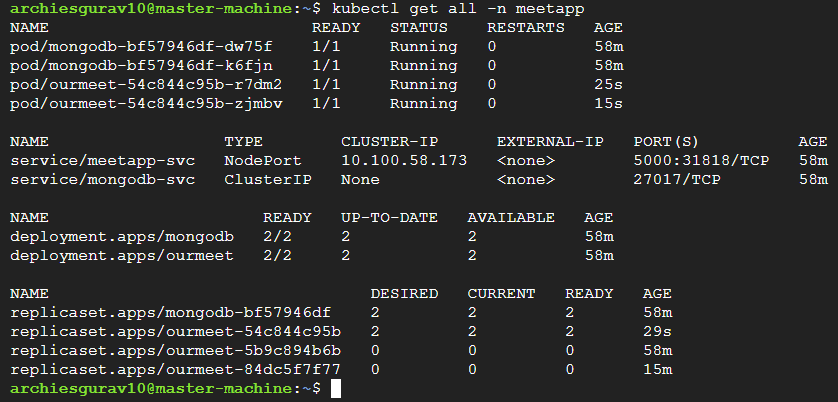 archiesgurav10@master-machine:~$ kubectl get all -n meetapp
NAME READY STATUS RESTARTS AGE
pod/mongodb-bf57946df-dw75f 1/1 Running 0 58m
pod/mongodb-bf57946df-k6fjn 1/1 Running 0 58m
pod/ourmeet-54c844c95b-r7dm2 1/1 Running 0 25s
pod/ourmeet-54c844c95b-zjmbv 1/1 Running 0 15s
NAME TYPE CLUSTER-IP EXTERNAL-IP PORT(S) AGE
service/meetapp-svc NodePort 10.100.58.173 <none> 5000:31818/TCP 58m
service/mongodb-svc ClusterIP None <none> 27017/TCP 58m
NAME READY UP-TO-DATE AVAILABLE AGE
deployment.apps/mongodb 2/2 2 2 58m
deployment.apps/ourmeet 2/2 2 2 58m
NAME DESIRED CURRENT READY AGE
replicaset.apps/mongodb-bf57946df 2 2 2 58m
replicaset.apps/ourmeet-54c844c95b 2 2 2 29s
replicaset.apps/ourmeet-5b9c894b6b 0 0 0 58m
replicaset.apps/ourmeet-84dc5f7f77 0 0 0 15m
archiesgurav10@master-machine:~$